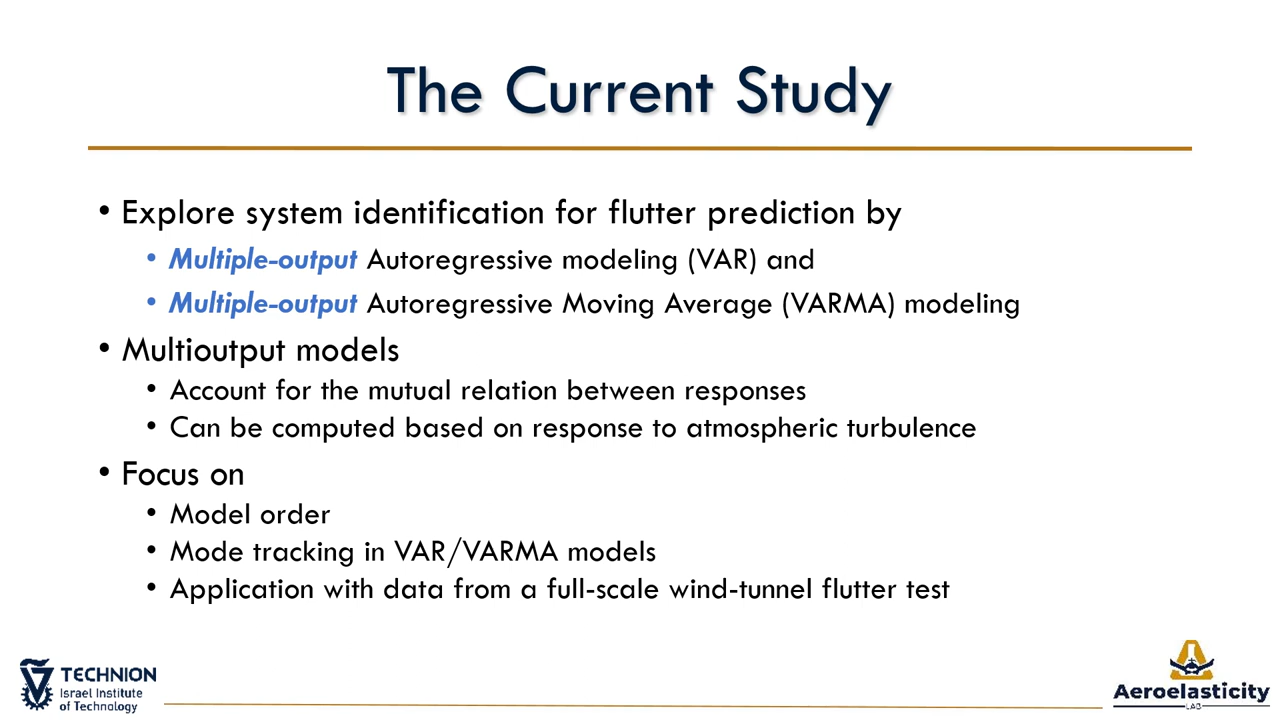 The Current Study
• Explore system identification for flutter prediction by
• Multiple-output Autoregressive modeling (VAR) and
• Multiple-output Autoregressive Moving Average (VARMA) modeling
• Multioutput models
• Account for the mutual relation between responses
• Can be computed based on response to atmospheric turbulence
• Focus on
• Model order
• Mode tracking in VAR/VARMA models
• Application with data from a full-scale wind-tunnel flutter test
TECHNION
Israel Institute
of Technology
Aeroelasticity
LAB